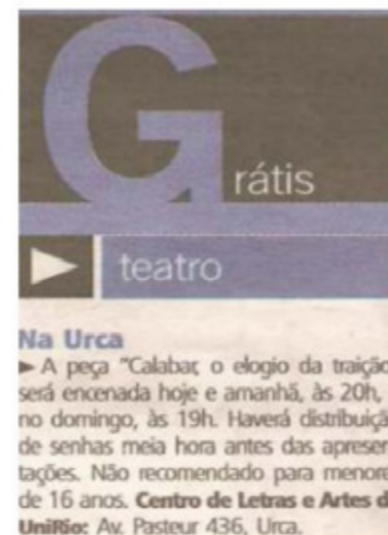 Grátis
teatro
Na Urca
► A peça "Calabar, o elogio da traição
será encenada hoje e amanhã, às 20h,
no domingo, às 19h. Haverá distribuiçã
de senhas meia hora antes das apresen
tações. Não recomendado para menore
de 16 anos. Centro de Letras e Artes d
UniRio: Av. Pasteur 436, Urca.